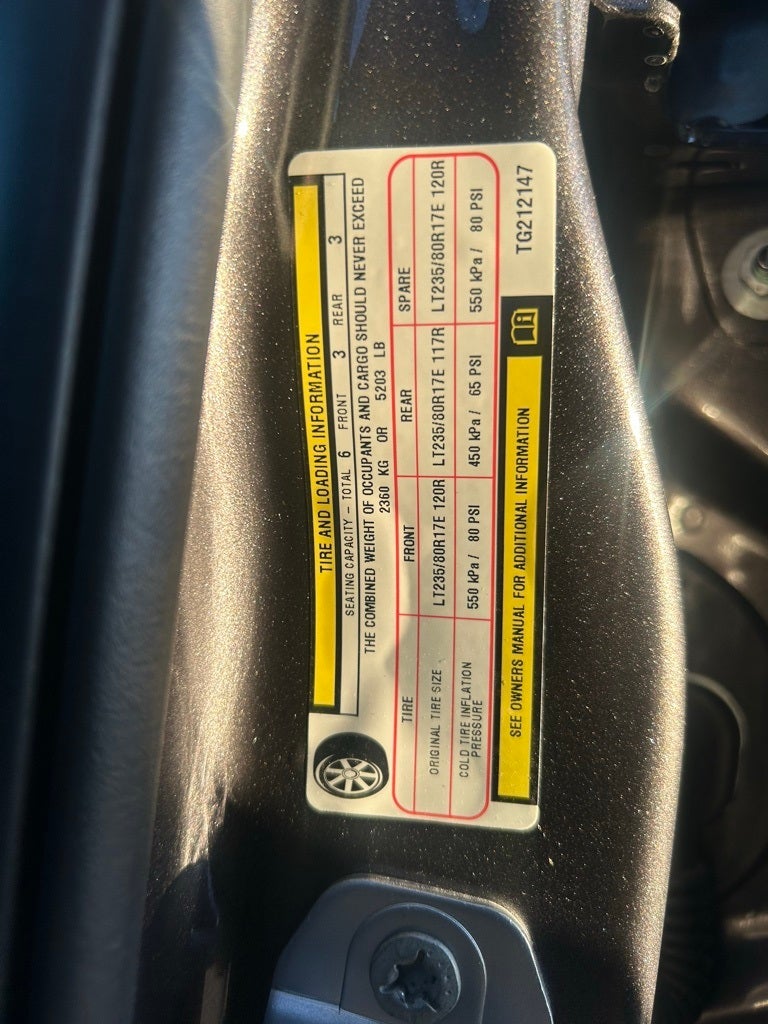 TIRE AND LOADING INFORMATION
SEATING CAPACITY – TOTAL 6 FRONT 3 REAR 3
THE COMBINED WEIGHT OF OCCUPANTS AND CARGO SHOULD NEVER EXCEED
2360 KG OR 5203 LB
TIRE FRONT REAR SPARE
ORIGINAL TIRE SIZE LT235/80R17E 120R LT235/80R17E 117R LT235/80R17E 120R
COLD TIRE INFLATION
PRESSURE 550 kPa / 80 PSI 450 kPa / 65 PSI 550 kPa / 80 PSI
SEE OWNERS MANUAL FOR ADDITIONAL INFORMATION
TG212147